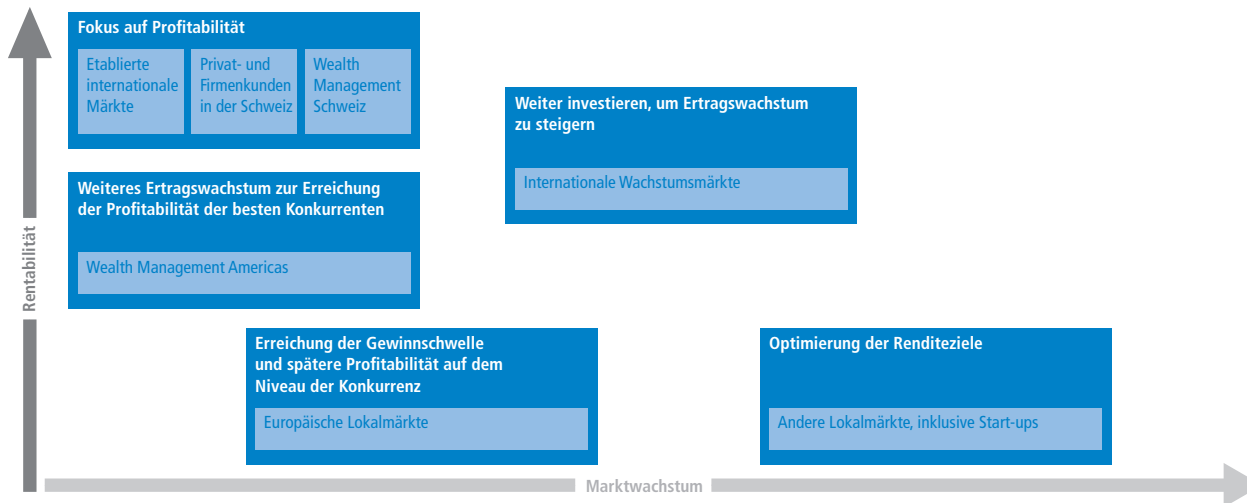 Fokus auf Profitabilität
Etablierte
internationale
Märkte
Privat- und
Firmenkunden
in der Schweiz
Wealth
Management
Schweiz
Weiter investieren, um Ertragswachstum
zu steigern
Internationale Wachstumsmärkte
Weiteres Ertragswachstum zur Erreichung
der Profitabilität der besten Konkurrenten
Wealth Management Americas
Rentabilität
Erreichung der Gewinnschwelle
und spätere Profitabilität auf dem
Niveau der Konkurrenz
Europäische Lokalmärkte
Optimierung der Renditeziele
Andere Lokalmärkte, inklusive Start-ups
Marktwachstum